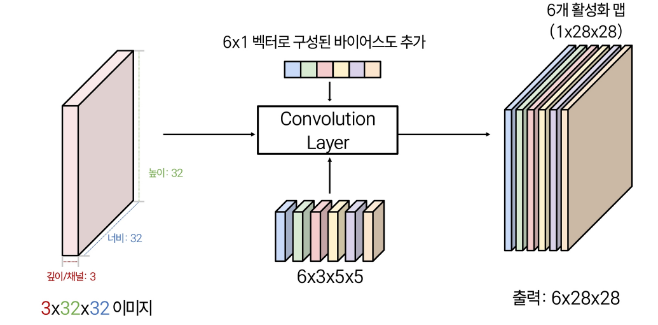 6개 활성화 맵
(1x28x28)
6x1 벡터로 구성된 바이어스도 추가
Convolution
Layer
높이: 32
너비: 32
깊이/채널: 3
3x32x32 이미지
6x3x5x5
출력: 6x28x28